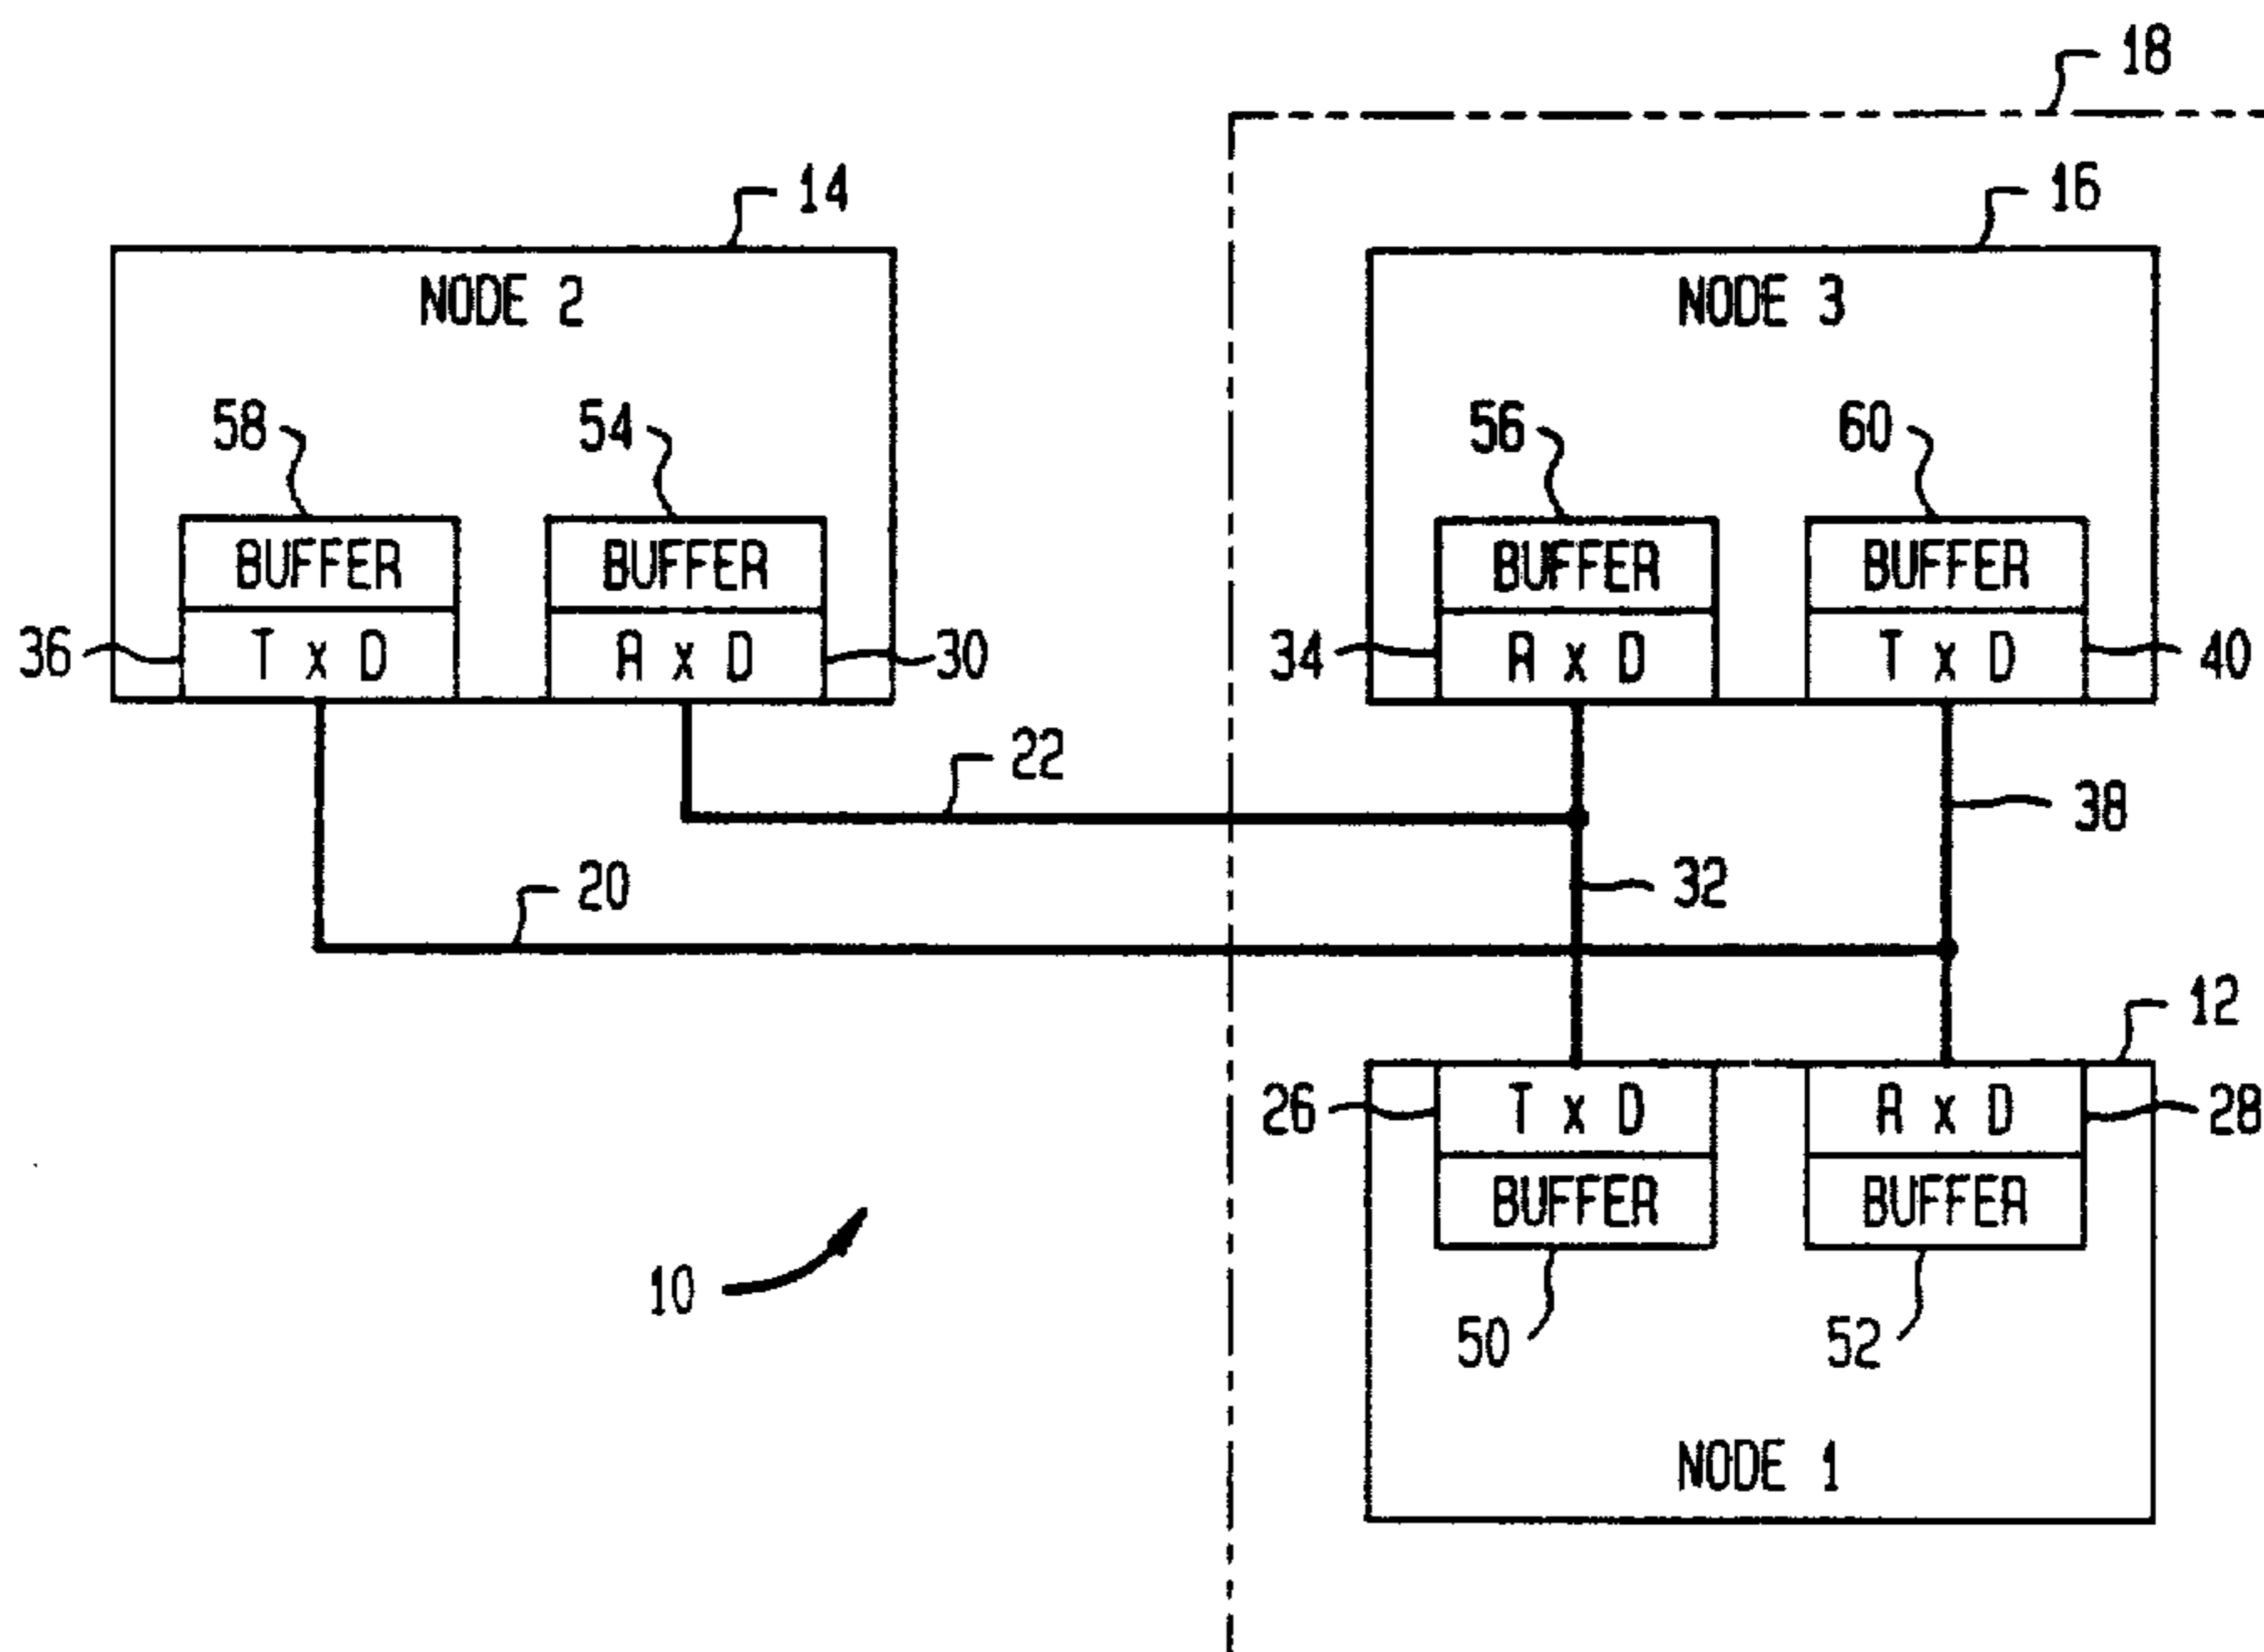 18
14
16
NODE 2
NODE 3
58
54
56
60
BUFFER
BUFFER
BUFFER
BUFFER
36
T x D
R x D
30
34
R x D
T x D
40
22
38
32
20
12
26
T x D
R x D
28
BUFFER
BUFFER
10
50
52
NODE 1